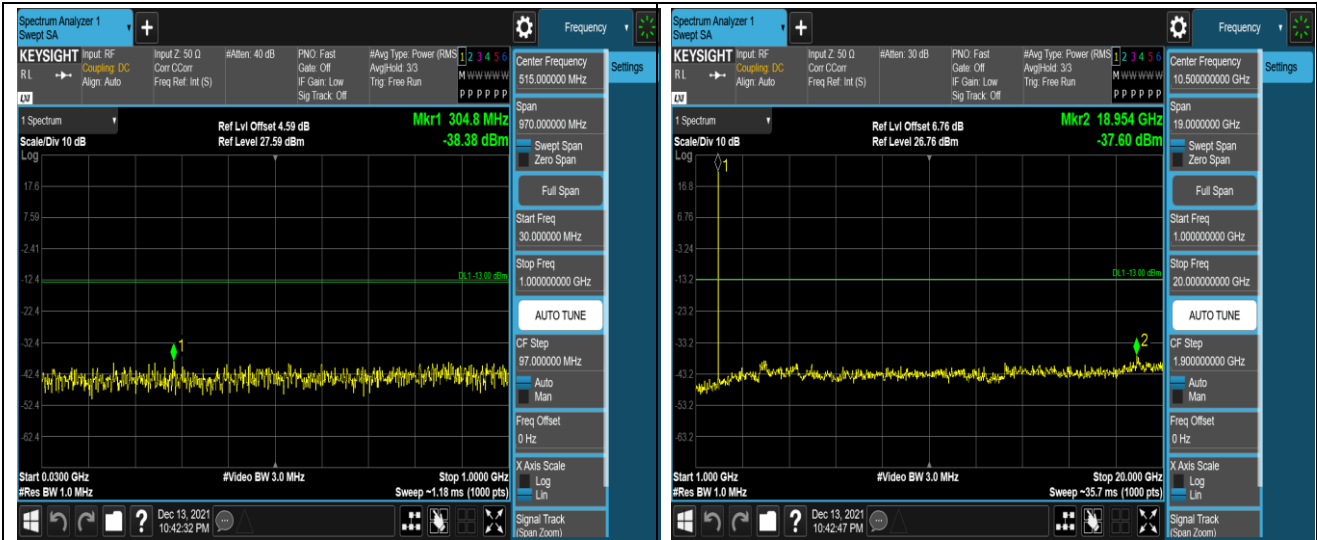 Spectrum Analyzer 1
Swept SA
+
Frequency
KEYSIGHT
Input: RF
Input Z: 50 Ω
#Atten: 40 dB
PNO: Fast
#Avg Type: Power (RMS
1 2 3 4 5 6
RL
Coupling: DC
Corr CCorr
Gate: Off
Avg|Hold: 3/3
M W W W W W
Align: Auto
Freq Ref: Int (S)
IF Gain: Low
Trig: Free Run
Sig Track: Off
P P P P P P
LXI
1 Spectrum
Ref Lvl Offset 4.59 dB
Mkr1 304.8 MHz
Scale/Div 10 dB
Ref Level 27.59 dBm
-38.38 dBm
Log
17.6
7.59
-2.41
DL1 -13.00 dBm
-12.4
-22.4
-32.4
1
-42.4
-52.4
-62.4
Start 0.0300 GHz
#Video BW 3.0 MHz
Stop 1.0000 GHz
#Res BW 1.0 MHz
Sweep ~1.18 ms (1000 pts)
Dec 13, 2021
10:42:32 PM
?
Center Frequency
515.000000 MHz
Settings
Span
970.000000 MHz
Swept Span
Zero Span
Full Span
Start Freq
30.000000 MHz
Stop Freq
1.000000000 GHz
AUTO TUNE
CF Step
97.000000 MHz
Auto
Man
Freq Offset
0 Hz
X Axis Scale
Log
Lin
Signal Track
(Span Zoom)
Spectrum Analyzer 1
Swept SA
+
Frequency
KEYSIGHT
Input: RF
Input Z: 50 Ω
#Atten: 30 dB
PNO: Fast
#Avg Type: Power (RMS
1 2 3 4 5 6
RL
Coupling: DC
Corr CCorr
Gate: Off
Avg|Hold: 3/3
M W W W W W
Align: Auto
Freq Ref: Int (S)
IF Gain: Low
Trig: Free Run
Sig Track: Off
P P P P P P
LXI
1 Spectrum
Ref Lvl Offset 6.76 dB
Mkr2 18.954 GHz
Scale/Div 10 dB
Ref Level 26.76 dBm
-37.60 dBm
Log
1
16.8
6.76
-3.24
DL1 -13.00 dBm
-13.2
-23.2
-33.2
2
-43.2
-53.2
-63.2
Start 1.000 GHz
#Video BW 3.0 MHz
Stop 20.000 GHz
#Res BW 1.0 MHz
Sweep ~35.7 ms (1000 pts)
Dec 13, 2021
10:42:47 PM
?
Center Frequency
10.500000000 GHz
Settings
Span
19.0000000 GHz
Swept Span
Zero Span
Full Span
Start Freq
1.000000000 GHz
Stop Freq
20.000000000 GHz
AUTO TUNE
CF Step
1.900000000 GHz
Auto
Man
Freq Offset
0 Hz
X Axis Scale
Log
Lin
Signal Track
(Span Zoom)